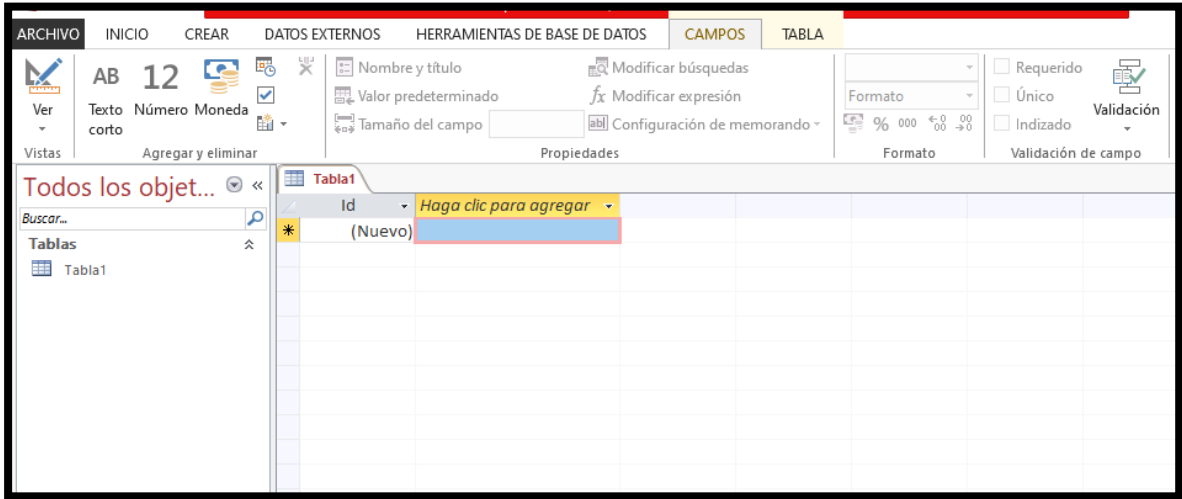 ARCHIVO INICIO CREAR DATOS EXTERNOS HERRAMIENTAS DE BASE DE DATOS CAMPOS TABLA
Ver
AB Texto corto
12 Número
Moneda
Nombre y título
Valor predeterminado
Tamaño del campo
Modificar búsquedas
fx Modificar expresión
ab| Configuración de memorando
Formato
% 000
Requerido
Único
Indizado
Validación
Vistas Agregar y eliminar Propiedades Formato Validación de campo
Todos los objet... «
Buscar...
Tablas
Tabla1
Tabla1
Id Haga clic para agregar
* (Nuevo)